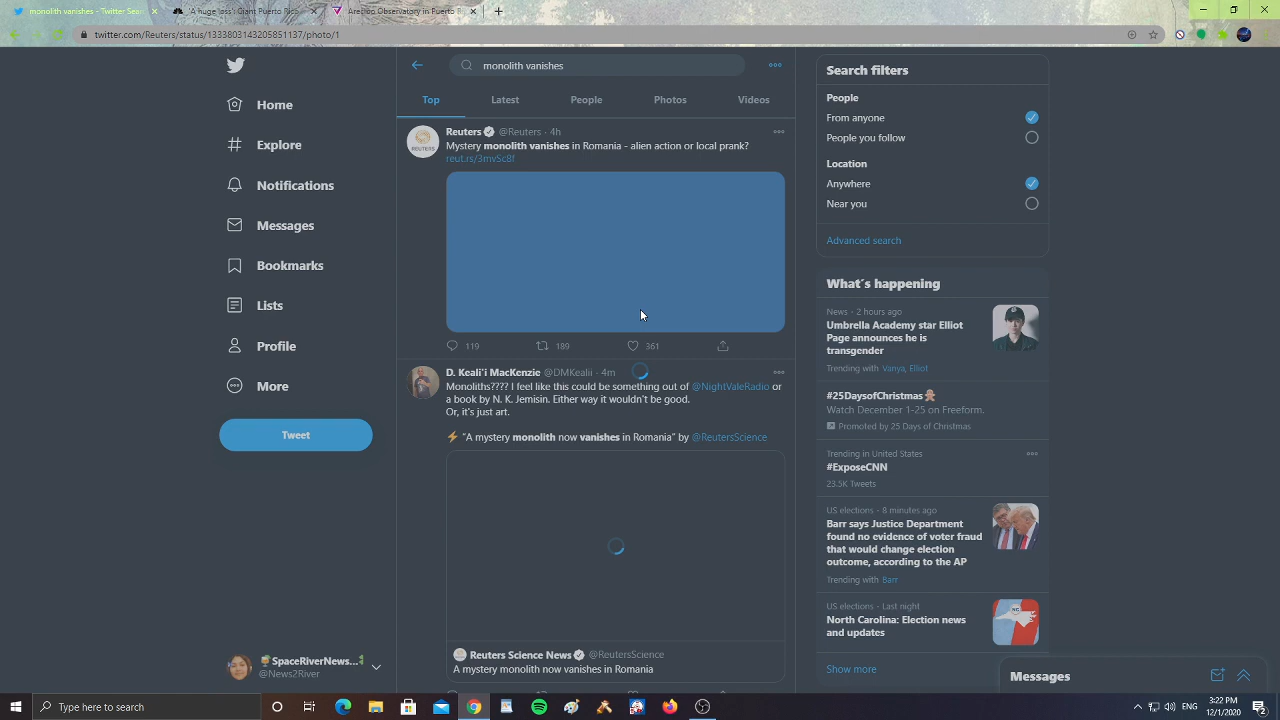 monolith vanishes - Twitter Sear
'A huge loss': Giant Puerto Ric
Arecibo Observatory in Puerto R
twitter.com/Reuters/status/1333803143205851137/photo/1
monolith vanishes
Top
Latest
People
Photos
Videos
Home
Explore
Notifications
Messages
Bookmarks
Lists
Profile
More
Tweet
SpaceRiverNews...
@News2River
REUTERS
Reuters @Reuters · 4h
Mystery monolith vanishes in Romania - alien action or local prank?
reut.rs/3mvSc8f
119
189
361
D. Keali'i MacKenzie @DMKealii · 4m
Monoliths???? I feel like this could be something out of @NightValeRadio or
a book by N. K. Jemisin. Either way it wouldn't be good.
Or, it's just art.
⚡ "A mystery monolith now vanishes in Romania" by @ReutersScience
Reuters Science News @ReutersScience
A mystery monolith now vanishes in Romania
Search filters
People
From anyone
People you follow
Location
Anywhere
Near you
Advanced search
What's happening
News · 2 hours ago
Umbrella Academy star Elliot
Page announces he is
transgender
Trending with Vanya, Elliot
#25DaysofChristmas
Watch December 1-25 on Freeform.
Promoted by 25 Days of Christmas
Trending in United States
#ExposeCNN
23.5K Tweets
US elections · 8 minutes ago
Barr says Justice Department
found no evidence of voter fraud
that would change election
outcome, according to the AP
Trending with Barr
US elections · Last night
North Carolina: Election news
and updates
NC
Show more
Messages
Type here to search
3:22 PM
12/1/2020